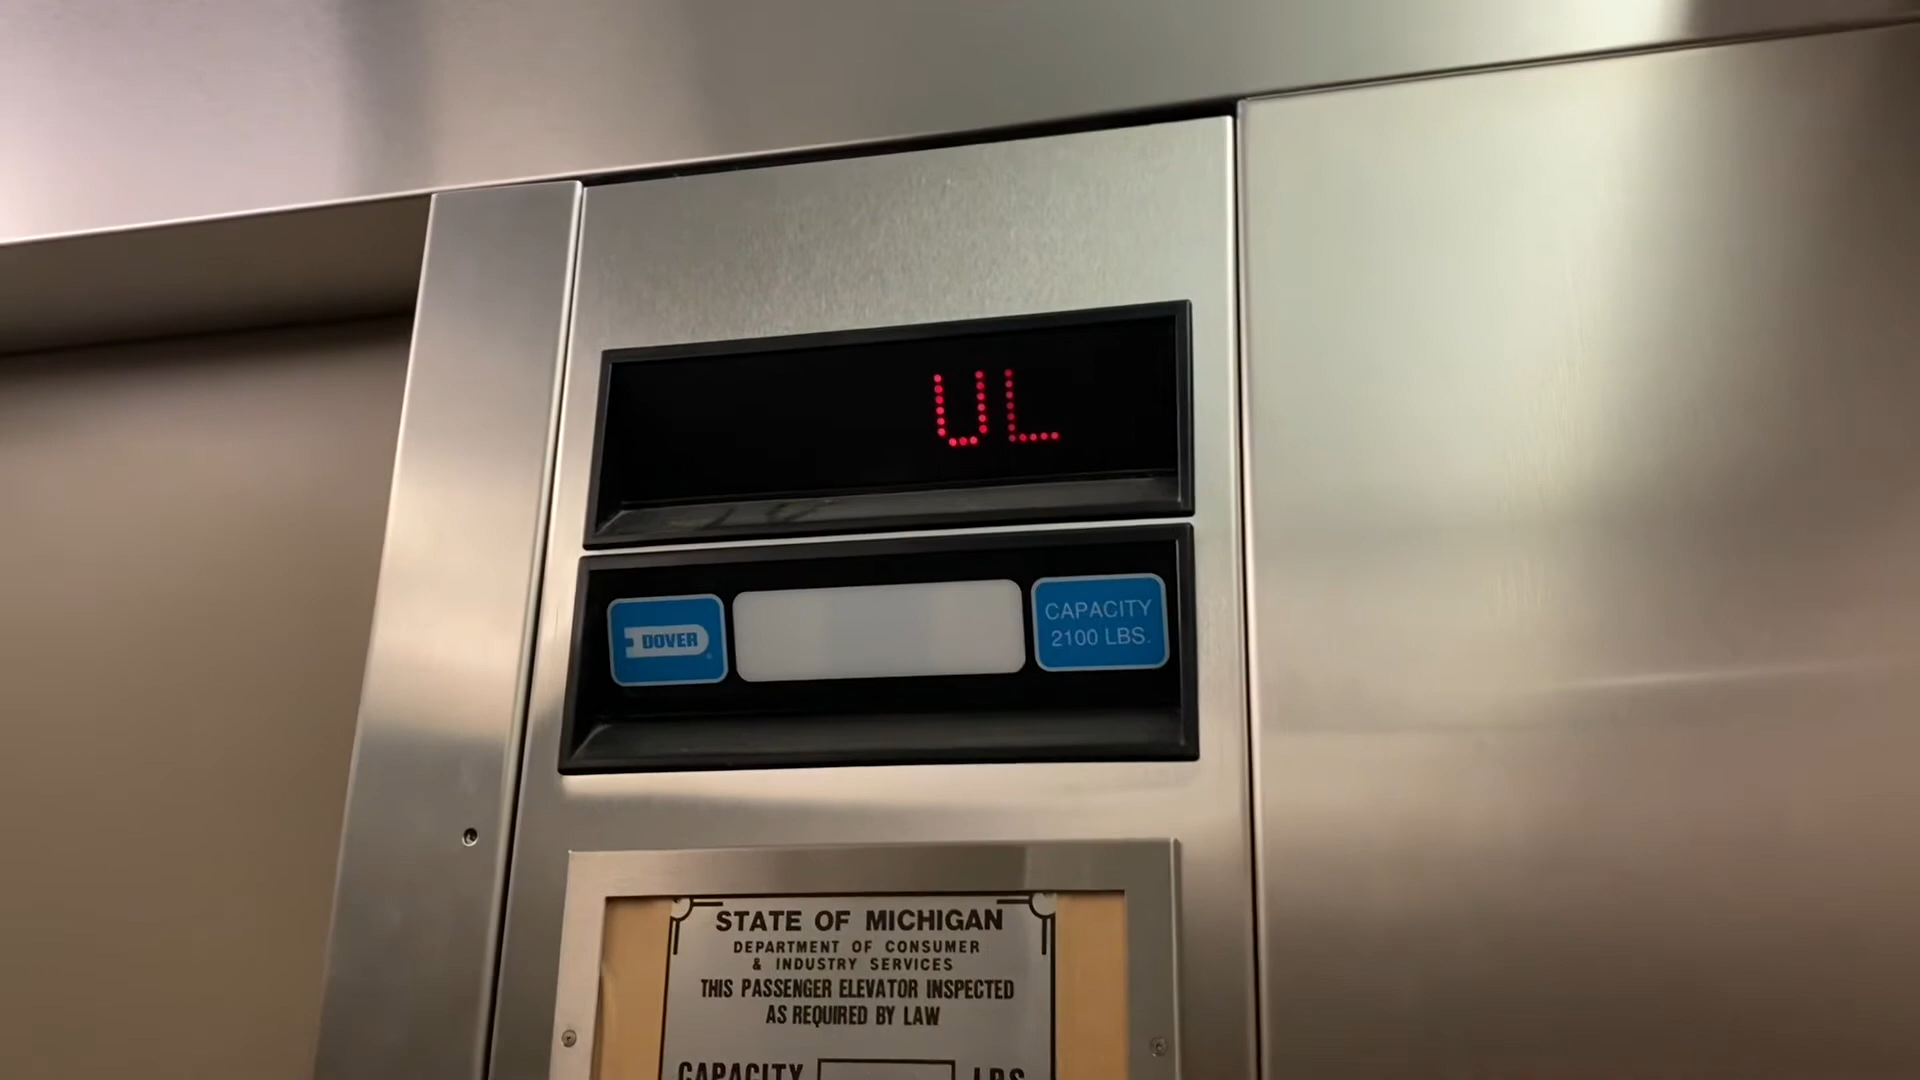 UL
DOVER
CAPACITY
2100 LBS.
STATE OF MICHIGAN
DEPARTMENT OF CONSUMER
& INDUSTRY SERVICES
THIS PASSENGER ELEVATOR INSPECTED
AS REQUIRED BY LAW
CAPACITY LBS